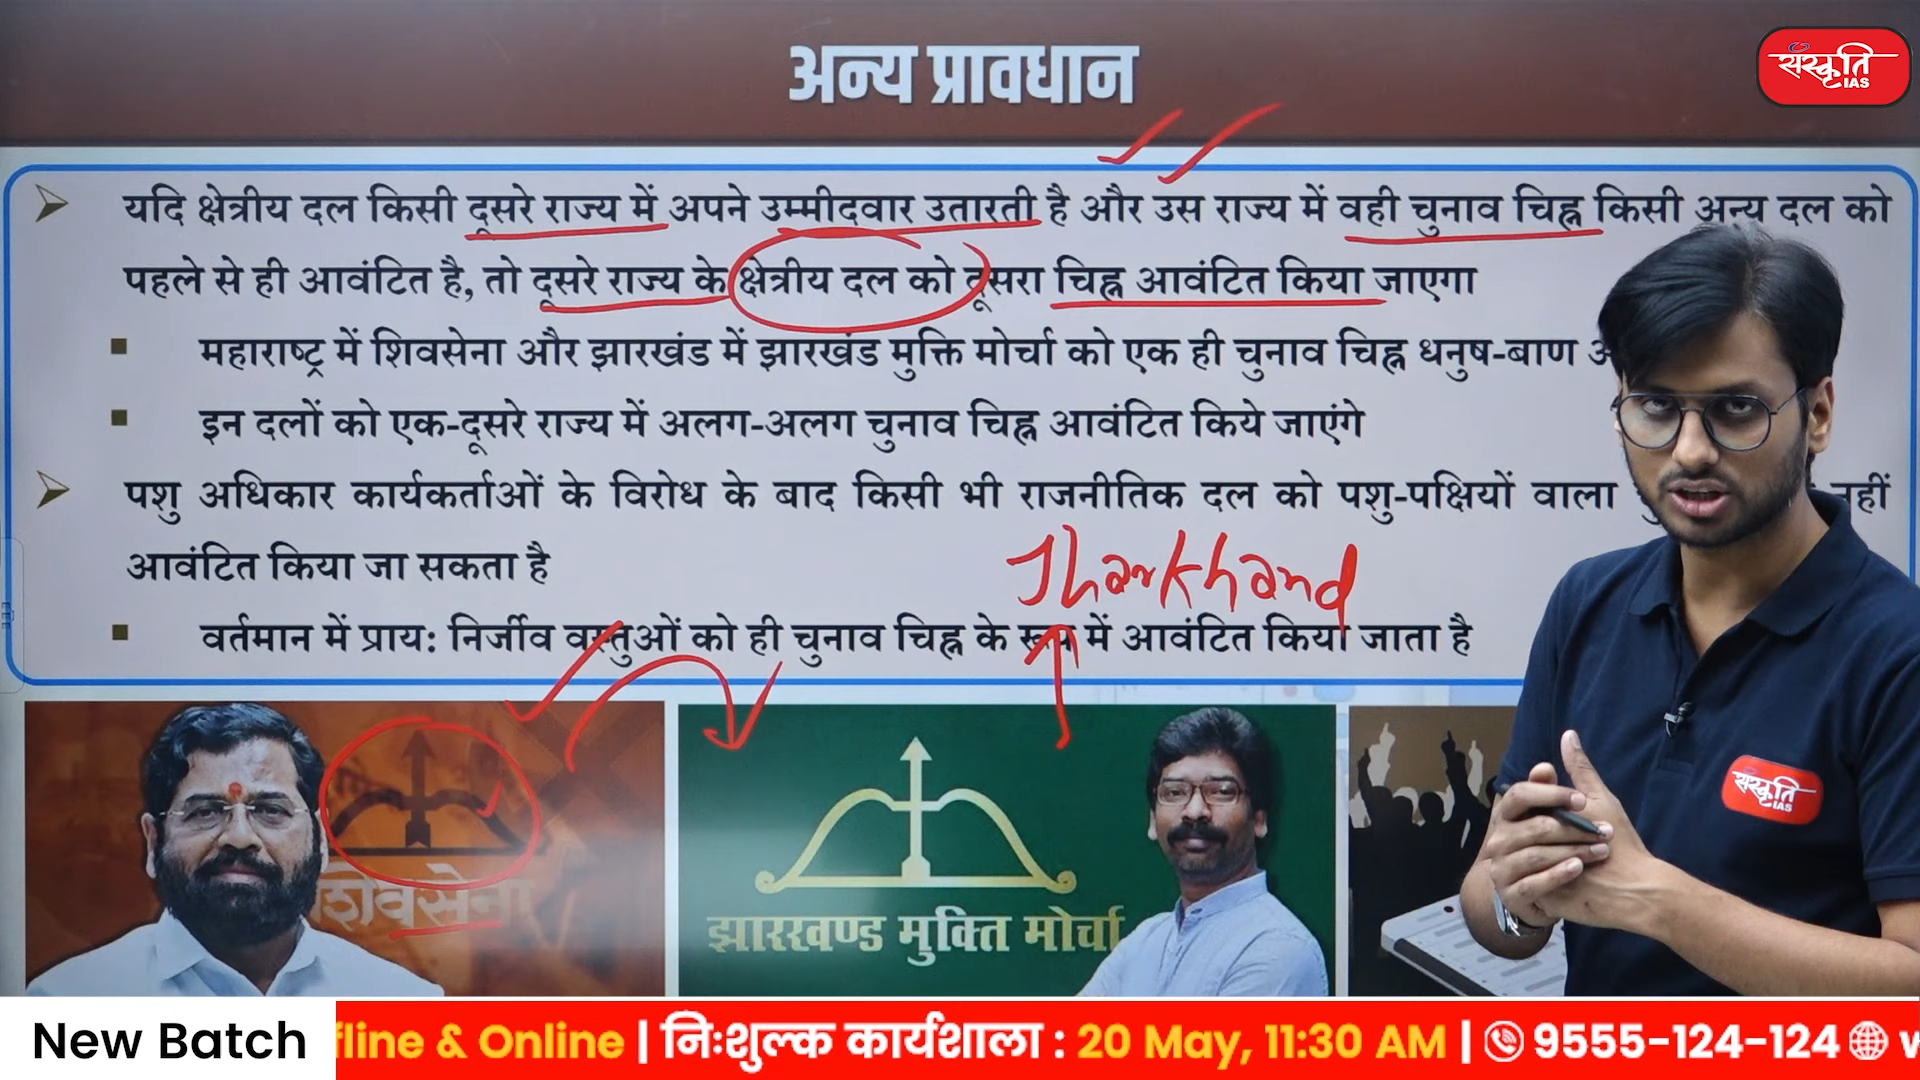 अन्य प्रावधान
संस्कृति
IAS
यदि क्षेत्रीय दल किसी दूसरे राज्य में अपने उम्मीदवार उतारती है और उस राज्य में वही चुनाव चिह्न किसी अन्य दल को
पहले से ही आवंटित है, तो दूसरे राज्य के क्षेत्रीय दल को दूसरा चिह्न आवंटित किया जाएगा
महाराष्ट्र में शिवसेना और झारखंड में झारखंड मुक्ति मोर्चा को एक ही चुनाव चिह्न धनुष-बाण
इन दलों को एक-दूसरे राज्य में अलग-अलग चुनाव चिह्न आवंटित किये जाएंगे
पशु अधिकार कार्यकर्ताओं के विरोध के बाद किसी भी राजनीतिक दल को पशु-पक्षियों वाला नहीं
आवंटित किया जा सकता है
Jharkhand
वर्तमान में प्राय: निर्जीव वस्तुओं को ही चुनाव चिह्न के रूप में आवंटित किया जाता है
शिवसेना
झारखण्ड मुक्ति मोर्चा
संस्कृति
IAS
New Batch
ffline & Online | निःशुल्क कार्यशाला : 20 May, 11:30 AM | 9555-124-124 w